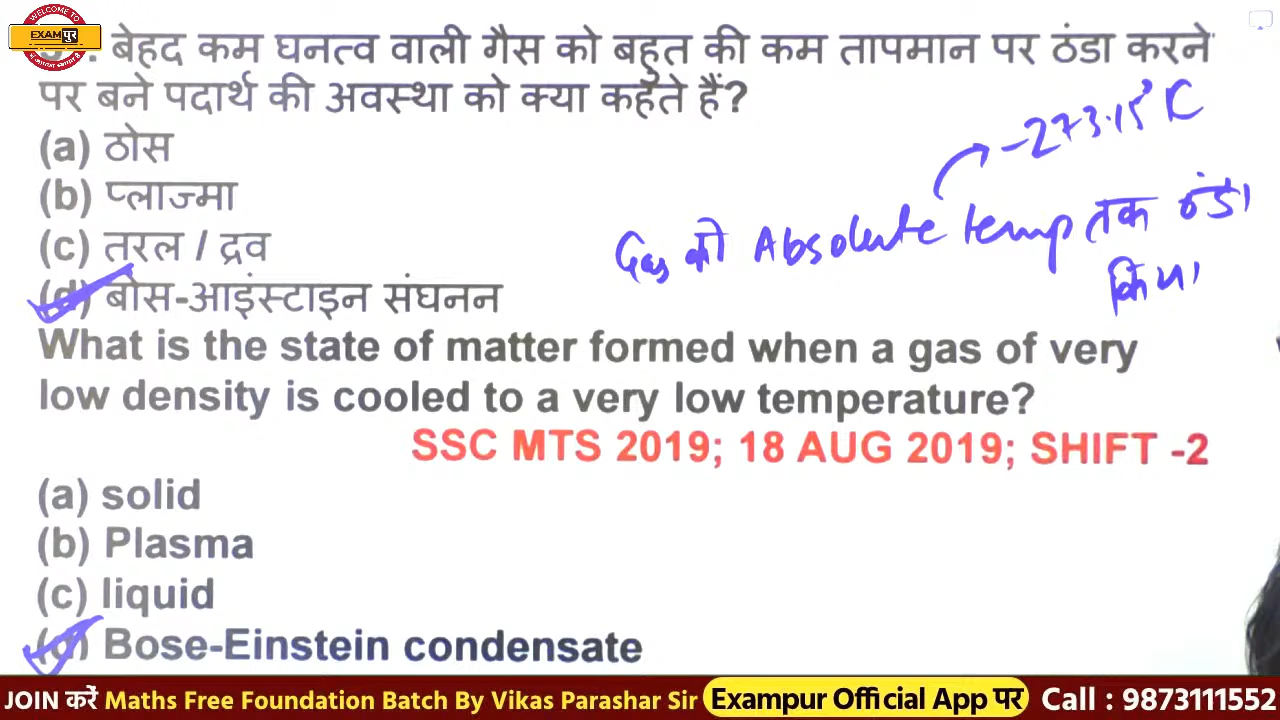 WELCOME TO
EXAMपुर
. बेहद कम घनत्व वाली गैस को बहुत की कम तापमान पर ठंडा करने
पर बने पदार्थ की अवस्था को क्या कहते हैं?
(a) ठोस
(b) प्लाज्मा
(c) तरल / द्रव
(d) बोस-आइंस्टाइन संघनन
-273.15°C
Gas को Absolute temp तक ठंडा
किया
What is the state of matter formed when a gas of very
low density is cooled to a very low temperature?
SSC MTS 2019; 18 AUG 2019; SHIFT -2
(a) solid
(b) Plasma
(c) liquid
(d) Bose-Einstein condensate
JOIN करें Maths Free Foundation Batch By Vikas Parashar Sir Exampur Official App पर Call : 9873111552